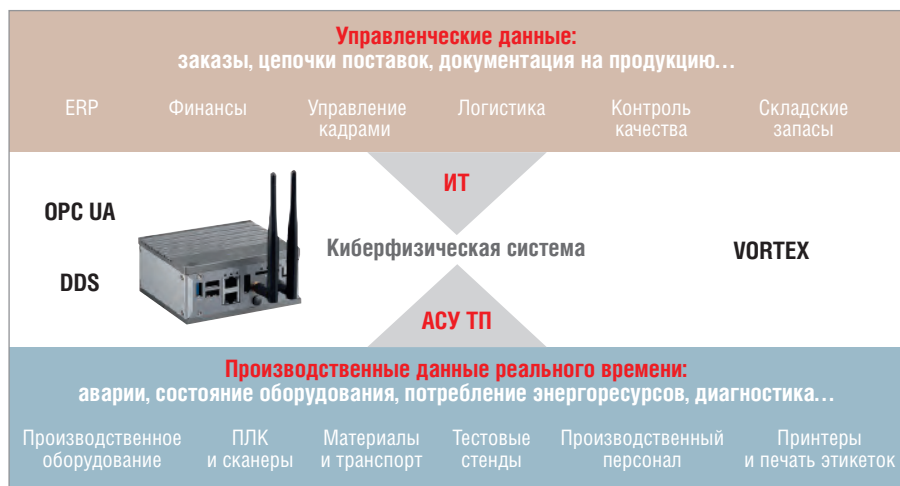 Управленческие данные:
заказы, цепочки поставок, документация на продукцию...
ERP
Финансы
Управление
кадрами
Логистика
Контроль
качества
Складские
запасы
ИТ
OPC UA
DDS
Киберфизическая система
VORTEX
АСУ ТП
Производственные данные реального времени:
аварии, состояние оборудования, потребление энергоресурсов, диагностика...
Производственное
оборудование
ПЛК
и сканеры
Материалы
и транспорт
Тестовые
стенды
Производственный
персонал
Принтеры
и печать этикеток